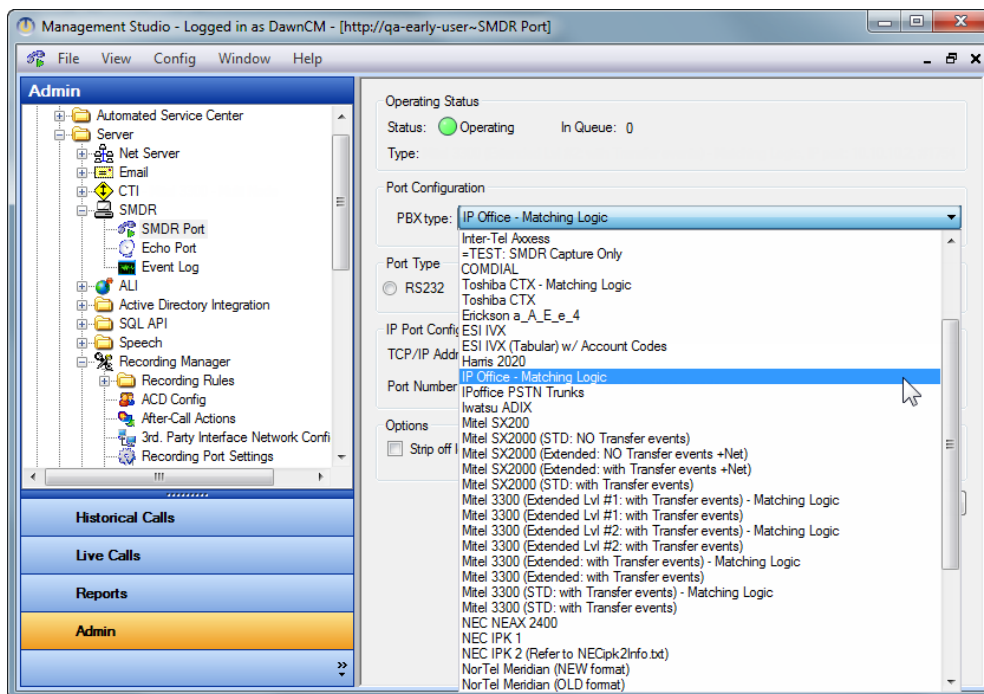 Management Studio - Logged in as DawnCM - [http://qa-early-user~SMDR Port]
File View Config Window Help
Admin
Automated Service Center
Server
Net Server
Email
CTI
SMDR
SMDR Port
Echo Port
Event Log
ALI
Active Directory Integration
SQL API
Speech
Recording Manager
Recording Rules
ACD Config
After-Call Actions
3rd. Party Interface Network Confi
Recording Port Settings
Historical Calls
Live Calls
Reports
Admin
Operating Status
Status: Operating In Queue: 0
Type:
Port Configuration
PBX type: IP Office - Matching Logic
Port Type
RS232
IP Port Config
TCP/IP Addr
Port Number
Options
Strip off l
Inter-Tel Axxess
=TEST: SMDR Capture Only
COMDIAL
Toshiba CTX - Matching Logic
Toshiba CTX
Erickson a_A_E_e_4
ESI IVX
ESI IVX (Tabular) w/ Account Codes
Harris 2020
IP Office - Matching Logic
IPoffice PSTN Trunks
Iwatsu ADIX
Mitel SX200
Mitel SX2000 (STD: NO Transfer events)
Mitel SX2000 (Extended: NO Transfer events +Net)
Mitel SX2000 (Extended: with Transfer events +Net)
Mitel SX2000 (STD: with Transfer events)
Mitel 3300 (Extended Lvl #1: with Transfer events) - Matching Logic
Mitel 3300 (Extended Lvl #1: with Transfer events)
Mitel 3300 (Extended Lvl #2: with Transfer events) - Matching Logic
Mitel 3300 (Extended Lvl #2: with Transfer events)
Mitel 3300 (Extended: with Transfer events) - Matching Logic
Mitel 3300 (Extended: with Transfer events)
Mitel 3300 (STD: with Transfer events) - Matching Logic
Mitel 3300 (STD: with Transfer events)
NEC NEAX 2400
NEC IPK 1
NEC IPK 2 (Refer to NECipk2Info.txt)
NorTel Meridian (NEW format)
NorTel Meridian (OLD format)